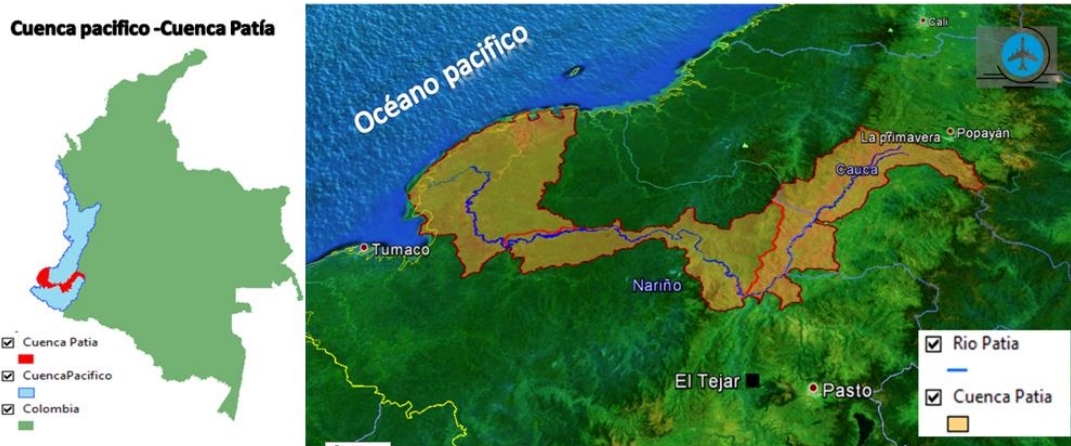 Cuenca pacifico -Cuenca Patía
Cuenca Patia
CuencaPacifico
Colombia
Océano pacifico
Cali
La primavera
Popayán
Cauca
Tumaco
Nariño
El Tejar
Pasto
Rio Patia
Cuenca Patia